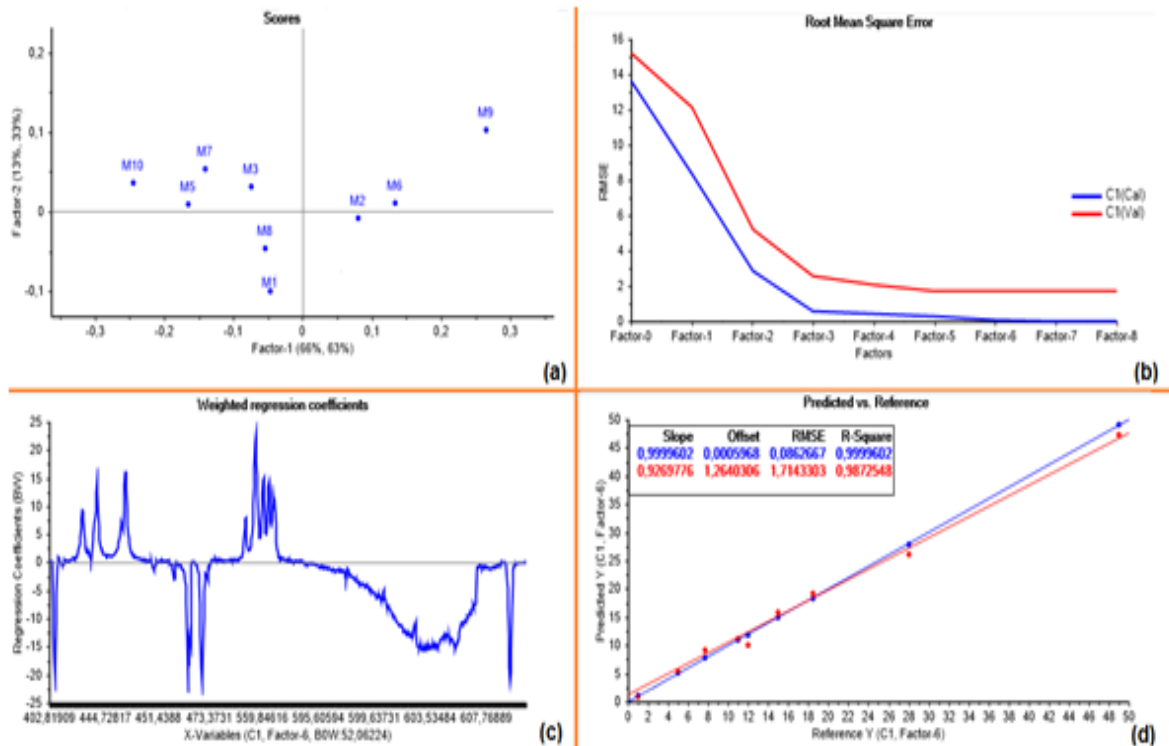 Scores
0,2
0,1
0
-0,1
Factor-2 (13%, 33%)
M9
M10
M7
M3
M5
M6
M2
M8
M1
-0,3
-0,2
-0,1
0
0,1
0,2
0,3
Factor-1 (66%, 63%)
(a)
Root Mean Square Error
16
14
12
10
8
6
4
2
0
RMSE
C1(Cal)
C1(Val)
Factor-0 Factor-1 Factor-2 Factor-3 Factor-4 Factor-5 Factor-6 Factor-7 Factor-8
Factors
(b)
Weighted regression coefficients
25
20
15
10
5
0
-5
-10
-15
-20
-25
Regression Coefficients (BW)
402,81909 444,72817 451,4388 473,3731 559,84616 595,60594 599,63731 603,53484 607,76889
X-Variables (C1, Factor-6, B0W:52,06224)
(c)
Predicted vs. Reference
50
45
40
35
30
25
20
15
10
5
0
Predicted Y (C1, Factor-6)
Slope Offset RMSE R-Square
0,9999602 0,0005968 0,0862667 0,9999602
0,9269776 1,2640306 1,7143303 0,9872548
0 2 4 6 8 10 12 14 16 18 20 22 24 26 28 30 32 34 36 38 40 42 44 46 48 50
Reference Y (C1, Factor-6)
(d)